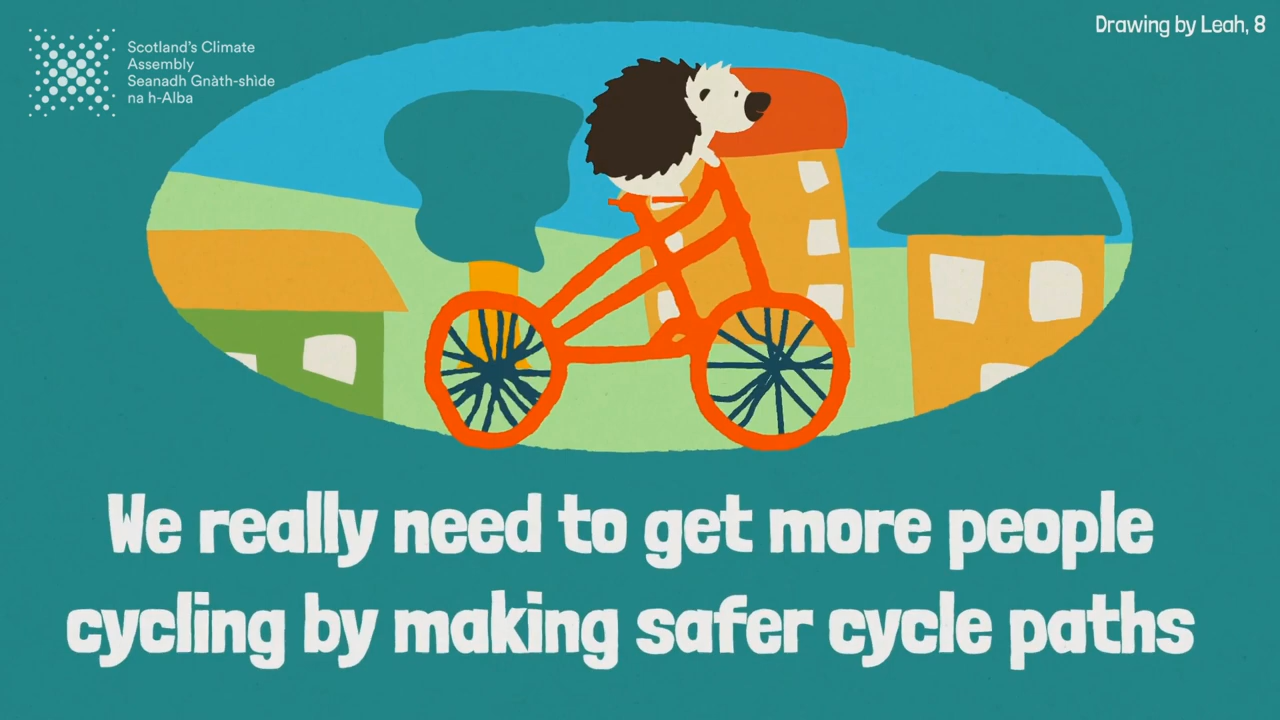 Drawing by Leah, 8
Scotland's Climate
Assembly
Seanadh Gnàth-shìde
na h-Alba
We really need to get more people
cycling by making safer cycle paths